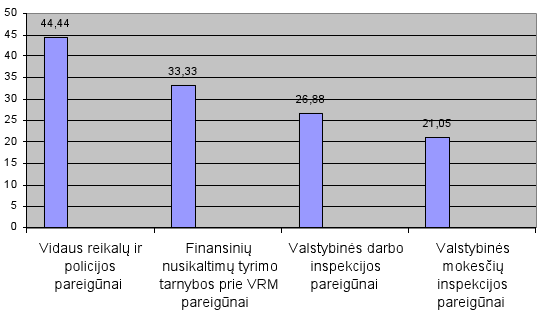 50
45
40
35
30
25
20
15
10
5
0
44,44
33,33
26,88
21,05
Vidaus reikalų ir
policijos
pareigūnai
Finansinių
nusikaltimų tyrimo
tarnybos prie VRM
pareigūnai
Valstybinės darbo
inspekcijos
pareigūnai
Valstybinės
mokesčių
inspekcijos
pareigūnai